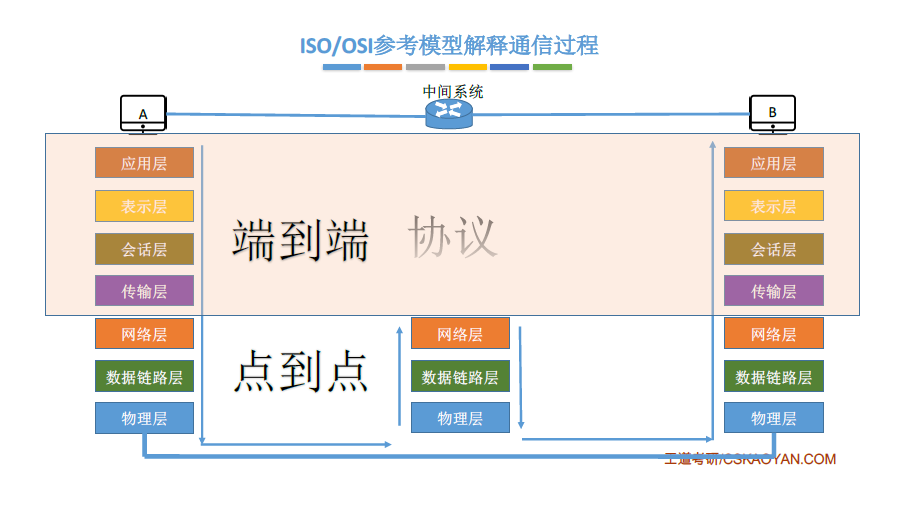 ISO/OSI参考模型解释通信过程
中间系统
A
B
应用层
应用层
表示层
表示层
端到端 协议
会话层
会话层
传输层
传输层
网络层
网络层
网络层
点到点
数据链路层
数据链路层
数据链路层
物理层
物理层
物理层
王道考研/CSKAOYAN.COM